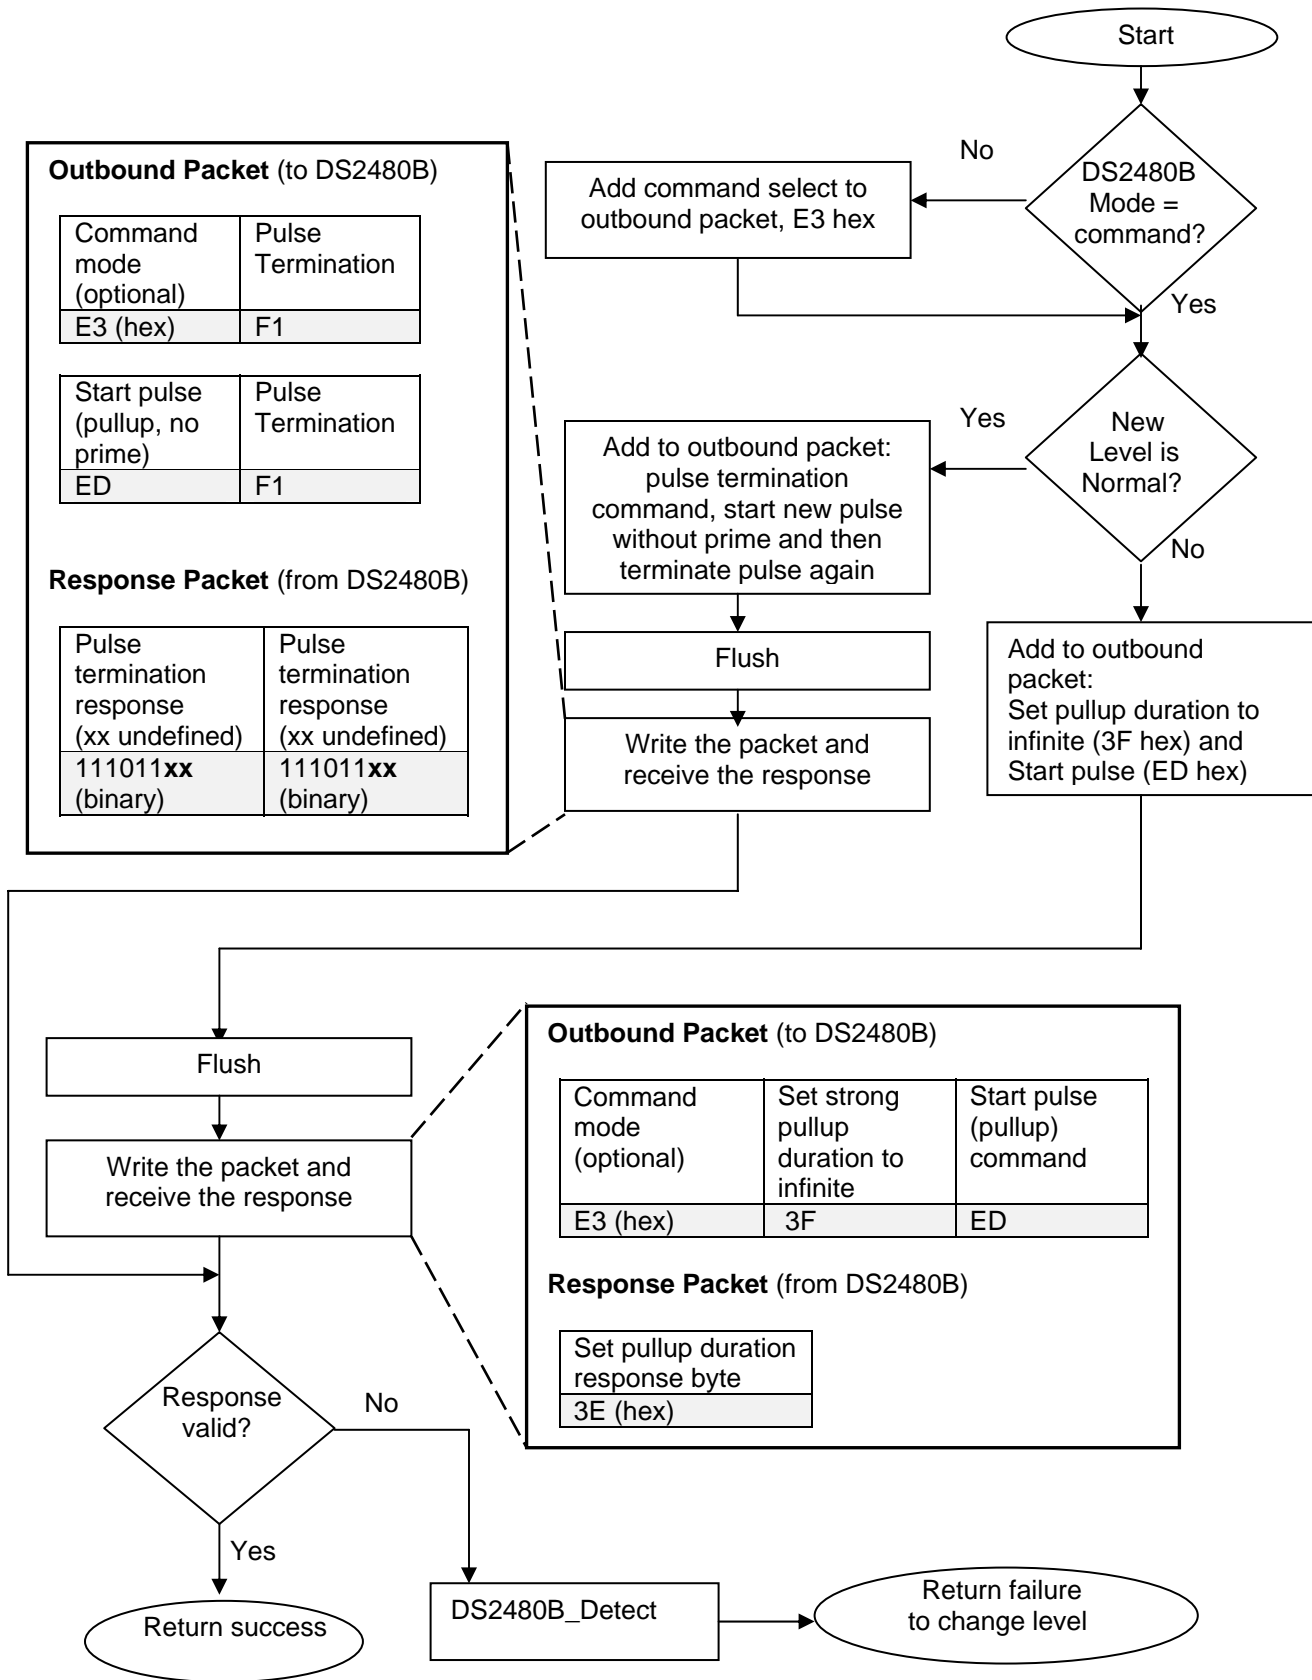 Start
DS2480B
Mode =
command?
No
Yes
Add command select to
outbound packet, E3 hex
New
Level is
Normal?
Yes
No
Add to outbound packet:
pulse termination
command, start new pulse
without prime and then
terminate pulse again
Flush
Write the packet and
receive the response
Add to outbound
packet:
Set pullup duration to
infinite (3F hex) and
Start pulse (ED hex)
Outbound Packet (to DS2480B)
Command
mode
(optional)
Pulse
Termination
E3 (hex)
F1
Start pulse
(pullup, no
prime)
Pulse
Termination
ED
F1
Response Packet (from DS2480B)
Pulse
termination
response
(xx undefined)
Pulse
termination
response
(xx undefined)
111011xx
(binary)
111011xx
(binary)
Flush
Write the packet and
receive the response
Outbound Packet (to DS2480B)
Command
mode
(optional)
Set strong
pullup
duration to
infinite
Start pulse
(pullup)
command
E3 (hex)
3F
ED
Response Packet (from DS2480B)
Set pullup duration
response byte
3E (hex)
Response
valid?
No
Yes
Return success
DS2480B_Detect
Return failure
to change level